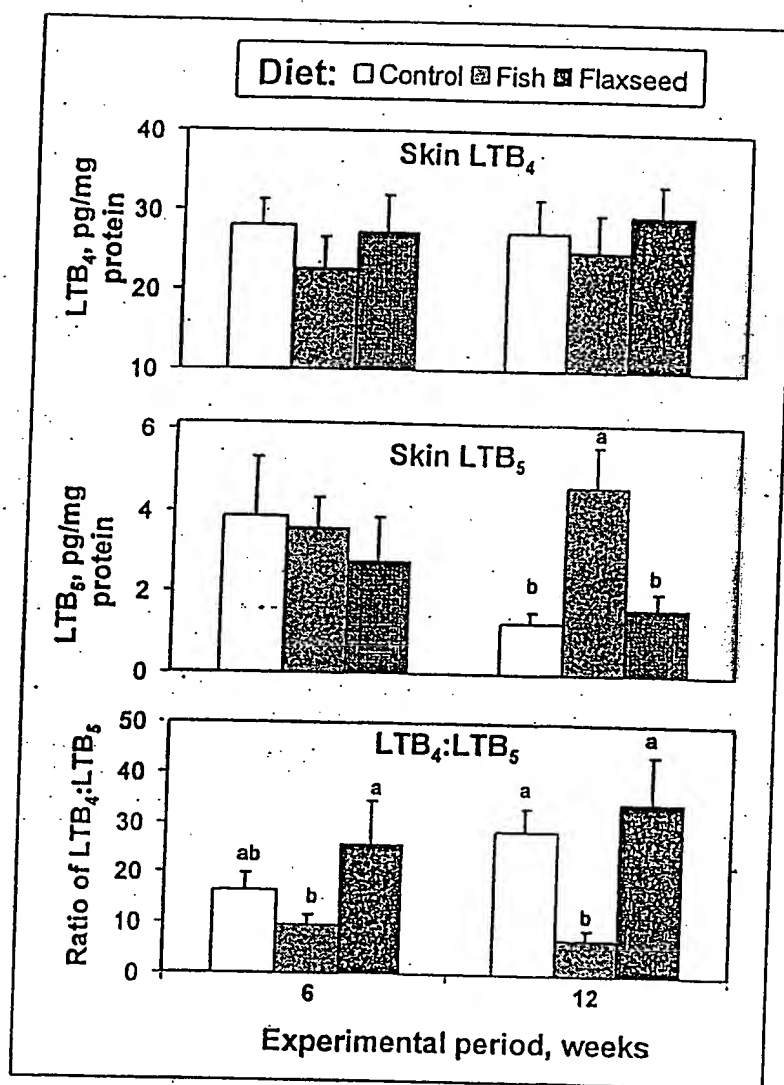 Diet: Control Fish Flaxseed
Skin LTB₄
LTB₄, pg/mg
protein
40
30
20
10
Skin LTB₅
LTB₅, pg/mg
protein
6
4
2
0
a
b
b
LTB₄:LTB₅
Ratio of LTB₄:LTB₅
50
40
30
20
10
0
ab
b
a
a
b
a
6
12
Experimental period, weeks